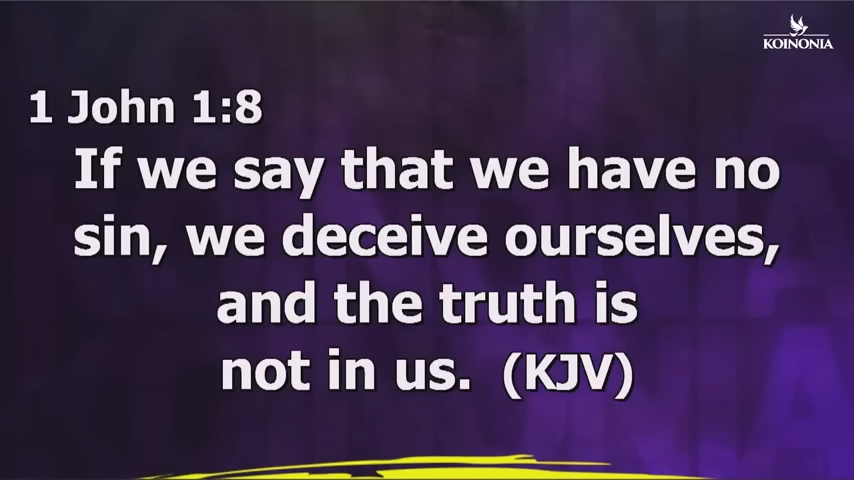 KOINONIA
1 John 1:8
If we say that we have no
sin, we deceive ourselves,
and the truth is
not in us. (KJV)